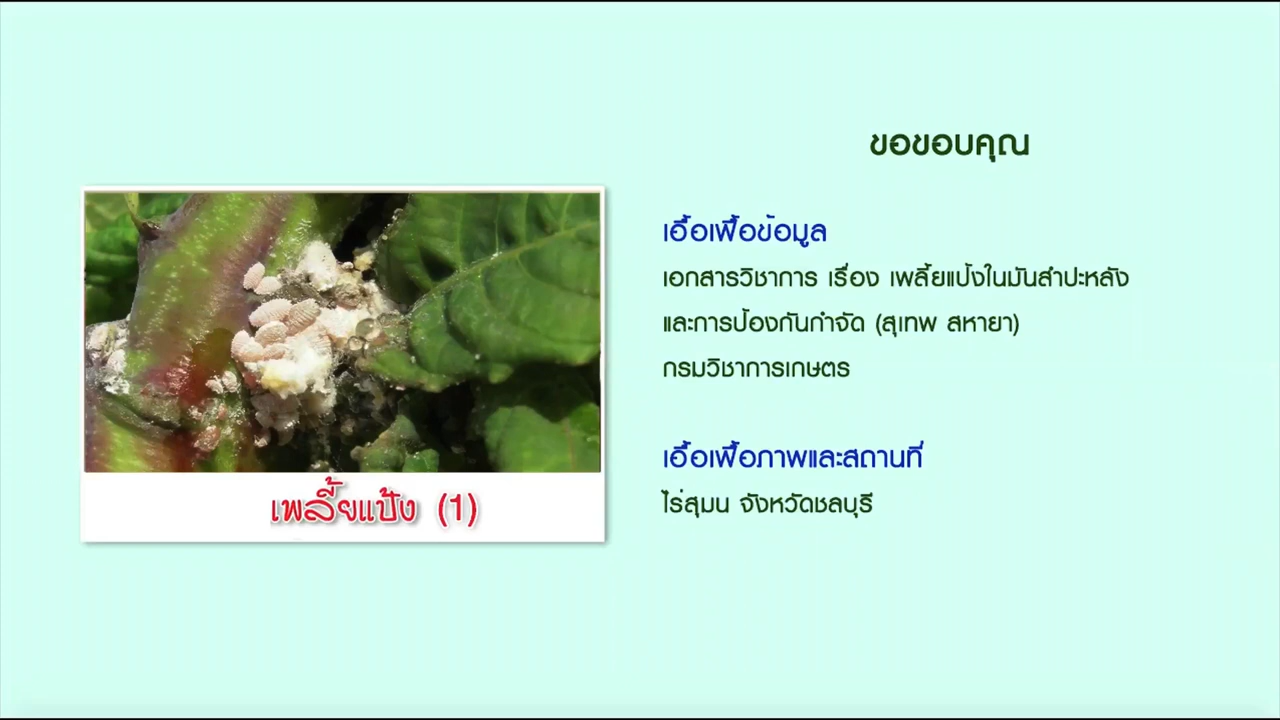 ขอขอบคุณ
เอื้อเฟื้อข้อมูล
เอกสารวิชาการ เรื่อง เพลี้ยแป้งในมันสำปะหลัง
และการป้องกันกำจัด (สุเทพ สหายา)
กรมวิชาการเกษตร
เอื้อเฟื้อภาพและสถานที่
ไร่สุมน จังหวัดชลบุรี
เพลี้ยแป้ง (1)